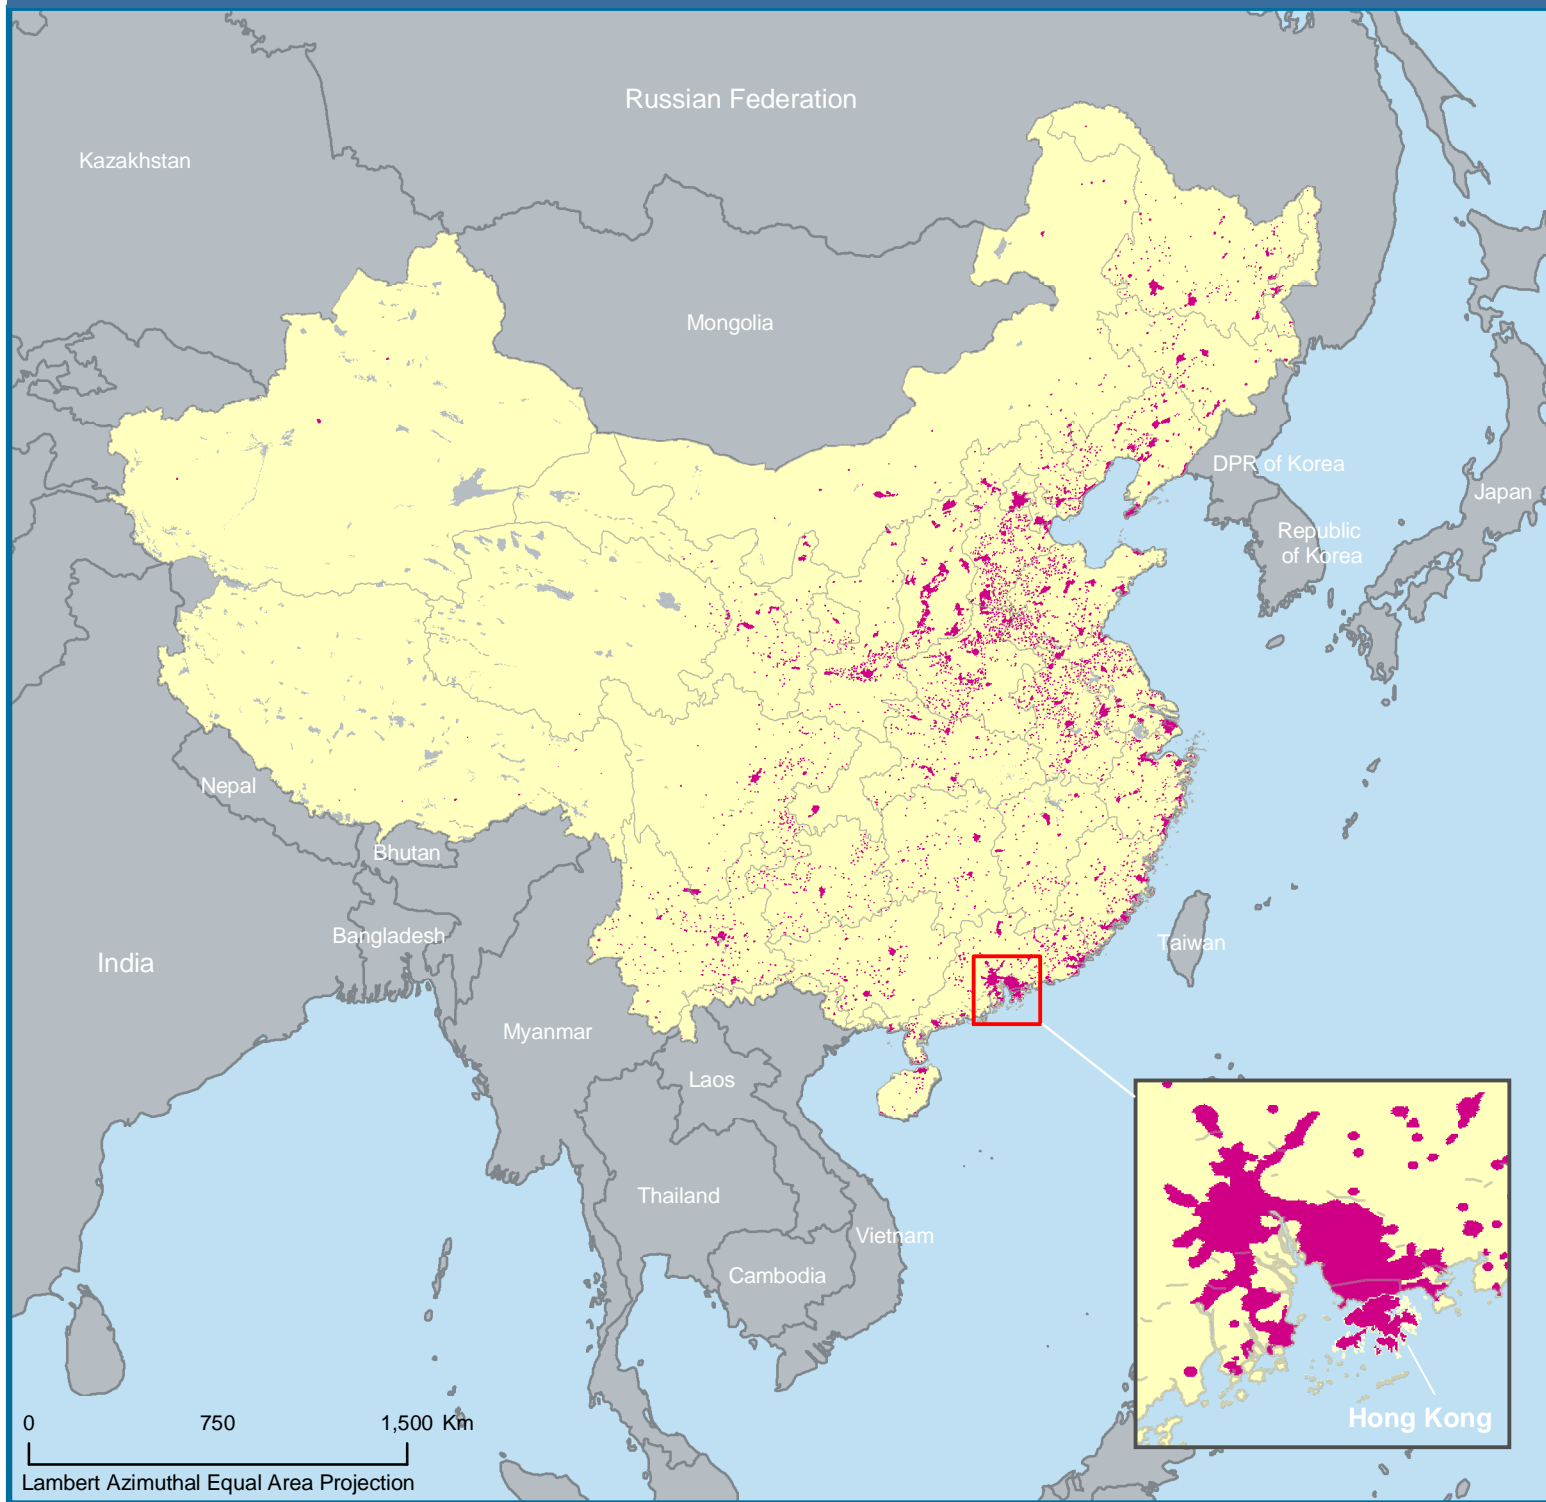 Russian Federation
Kazakhstan
Mongolia
DPR of Korea
Japan
Republic
of Korea
Nepal
Bhutan
Bangladesh
India
Taiwan
Myanmar
Laos
Thailand
Vietnam
Cambodia
Hong Kong
0 750 1,500 Km
Lambert Azimuthal Equal Area Projection